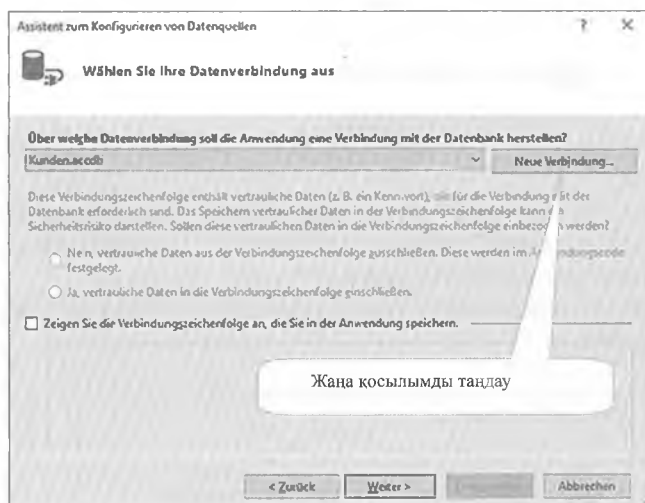 Assistent zum Konfigurieren von Datenquellen ? ×
Wählen Sie Ihre Datenverbindung aus
Über welche Datenverbindung soll die Anwendung eine Verbindung mit der Datenbank herstellen?
Kunden.accdb Neue Verbindung...
Diese Verbindungszeichenfolge enthält vertrauliche Daten (z. B. ein Kennwort), die für die Verbindung mit der
Datenbank erforderlich sind. Das Speichern vertraulicher Daten in der Verbindungszeichenfolge kann ein
Sicherheitsrisiko darstellen. Sollen diese vertraulichen Daten in die Verbindungszeichenfolge einbezogen werden?
Nein, vertrauliche Daten aus der Verbindungszeichenfolge ausschließen. Diese werden im Anwendungscode
festgelegt.
Ja, vertrauliche Daten in die Verbindungszeichenfolge einschließen.
Zeigen Sie die Verbindungszeichenfolge an, die Sie in der Anwendung speichern.
Жаңа қосылымды таңдау
< Zurück Weiter > Abbrechen